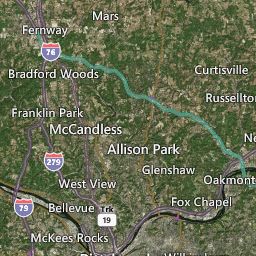 Mars
Fernway
76
Bradford Woods
Curtisville
Russellton
Franklin Park
McCandless
Allison Park
279
Glenshaw
Oakmont
West View
Fox Chapel
79
Bellevue
19
McKees Rocks